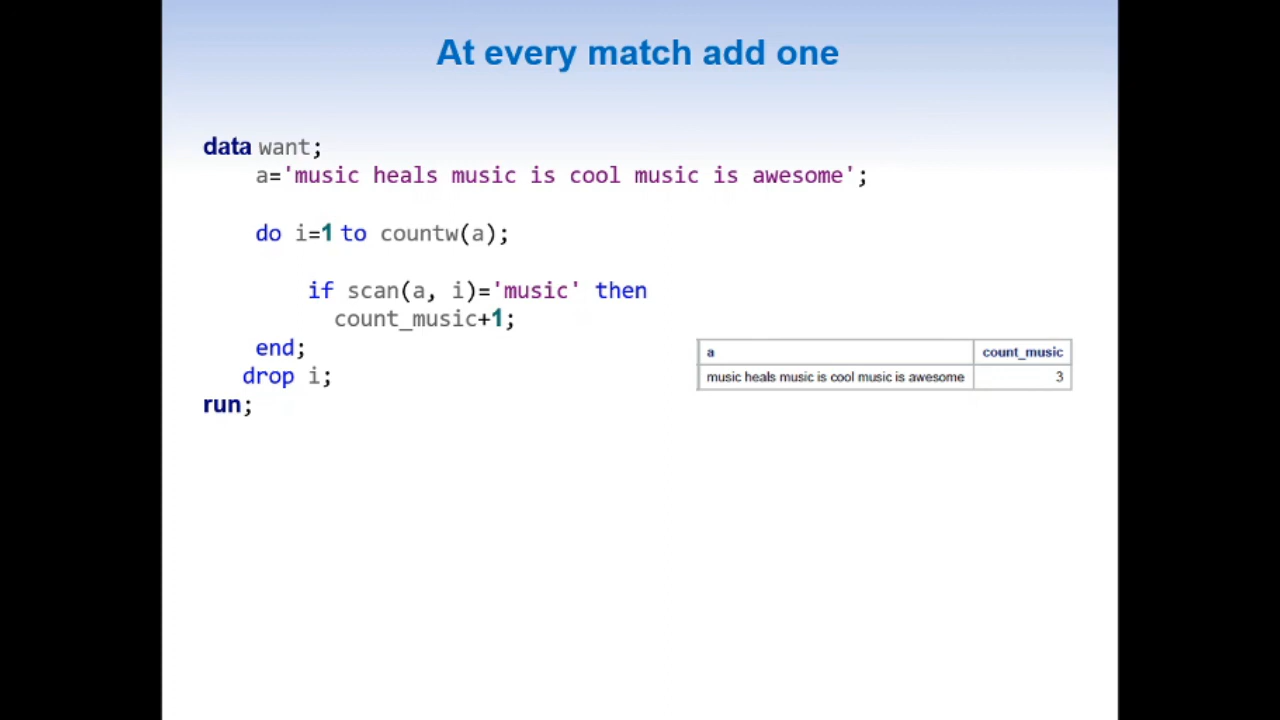 At every match add one
data want;
a='music heals music is cool music is awesome';
do i=1 to countw(a);
if scan(a, i)='music' then
count_music+1;
end;
drop i;
run;
a count_music
music heals music is cool music is awesome 3